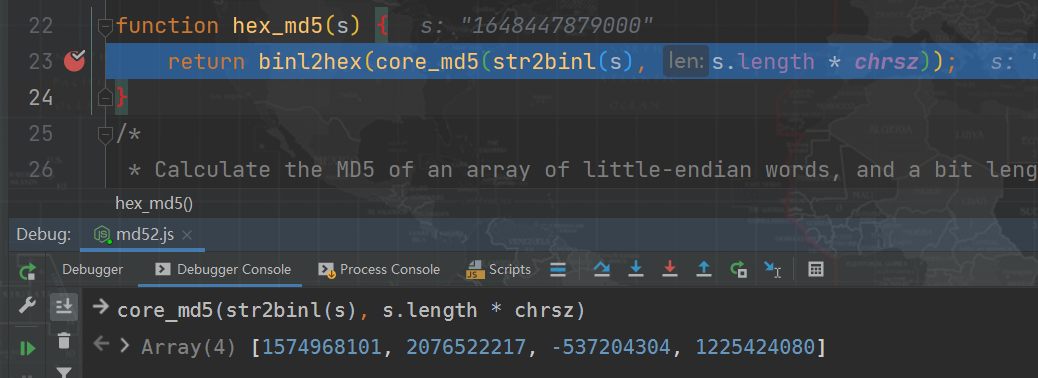 22 function hex_md5(s) { s: "1648447879000"
23 return binl2hex(core_md5(str2binl(s), len: s.length * chrsz)); s: "
24 }
25 /*
26 * Calculate the MD5 of an array of little-endian words, and a bit leng
hex_md5()
Debug: md52.js
Debugger Debugger Console Process Console Scripts
core_md5(str2binl(s), s.length * chrsz)
Array(4) [1574968101, 2076522217, -537204304, 1225424080]